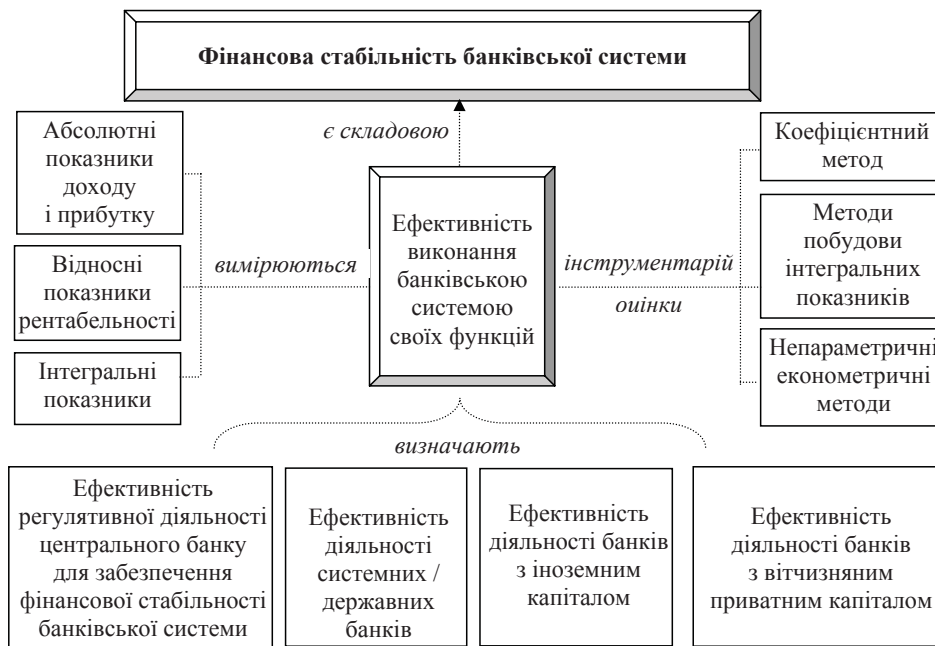 Фінансова стабільність банківської системи
Абсолютні
показники
доходу
і прибутку
є складовою
Коефіцієнтний
метод
Ефективність
виконання
банківською
системою
своїх функцій
Відносні
показники
рентабельності
вимірюються
інструментарій
оцінки
Методи
побудови
інтегральних
показників
Інтегральні
показники
Непараметричні
економетричні
методи
визначають
Ефективність
регулятивної діяльності
центрального банку
для забезпечення
фінансової стабільності
банківської системи
Ефективність
діяльності
системних /
державних
банків
Ефективність
діяльності банків
з іноземним
капіталом
Ефективність
діяльності банків
з вітчизняним
приватним капіталом